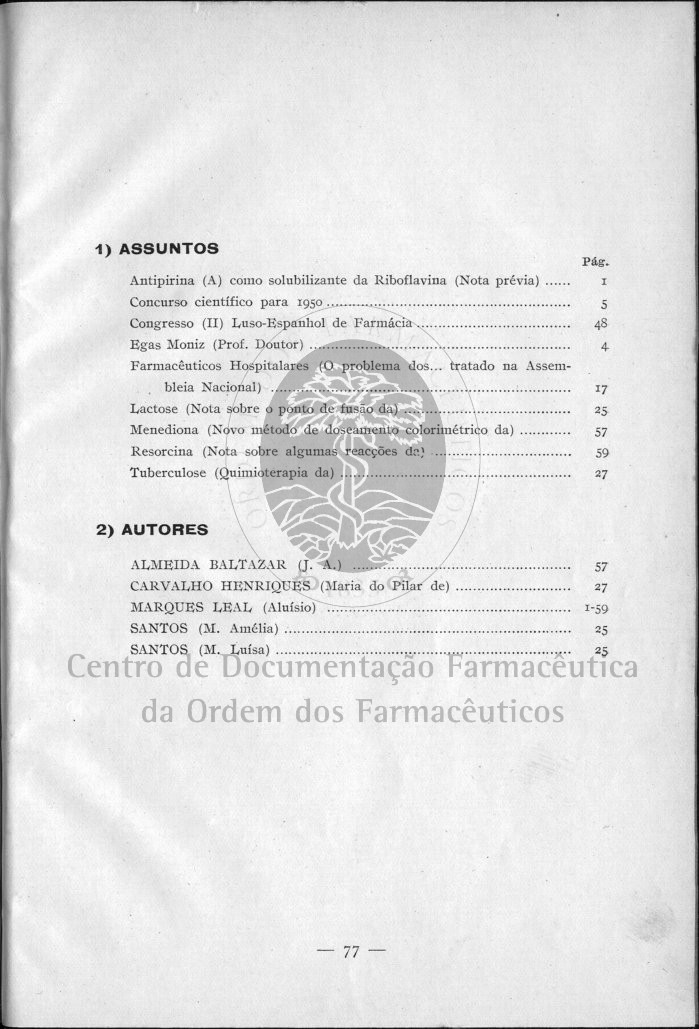 1) ASSUNTOS
Pág.
Antipirina (A) como solubilizante da Riboflavina (Nota prévia) ...... 1
Concurso científico para 1950 ...... 5
Congresso (II) Luso-Espanhol de Farmácia ...... 48
Egas Moniz (Prof. Doutor) ...... 4
Farmacêuticos Hospitalares (O problema dos... tratado na Assem-
bleia Nacional) ...... 17
Lactose (Nota sobre o ponto de fusão da) ...... 25
Menediona (Novo método de doseamento colorimétrico da) ...... 57
Resorcina (Nota sobre algumas reacções da) ...... 59
Tuberculose (Quimioterapia da) ...... 27
2) AUTORES
ALMEIDA BALTAZAR (J. A.) ...... 57
CARVALHO HENRIQUES (Maria do Pilar de) ...... 27
MARQUES LEAL (Aluísio) ...... 1-59
SANTOS (M. Amélia) ...... 25
SANTOS (M. Luísa) ...... 25
Centro de Documentação Farmacêutica
da Ordem dos Farmacêuticos
— 77 —